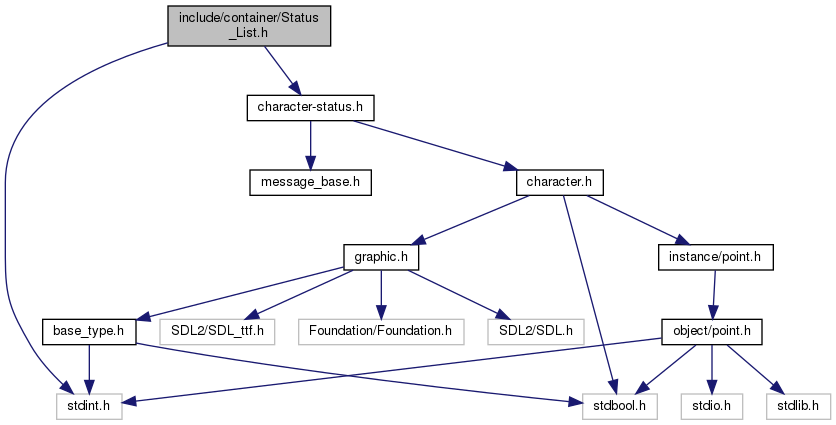 include/container/Status
_List.h
character-status.h
message_base.h
character.h
graphic.h
instance/point.h
base_type.h
SDL2/SDL_ttf.h
Foundation/Foundation.h
SDL2/SDL.h
object/point.h
stdint.h
stdbool.h
stdio.h
stdlib.h